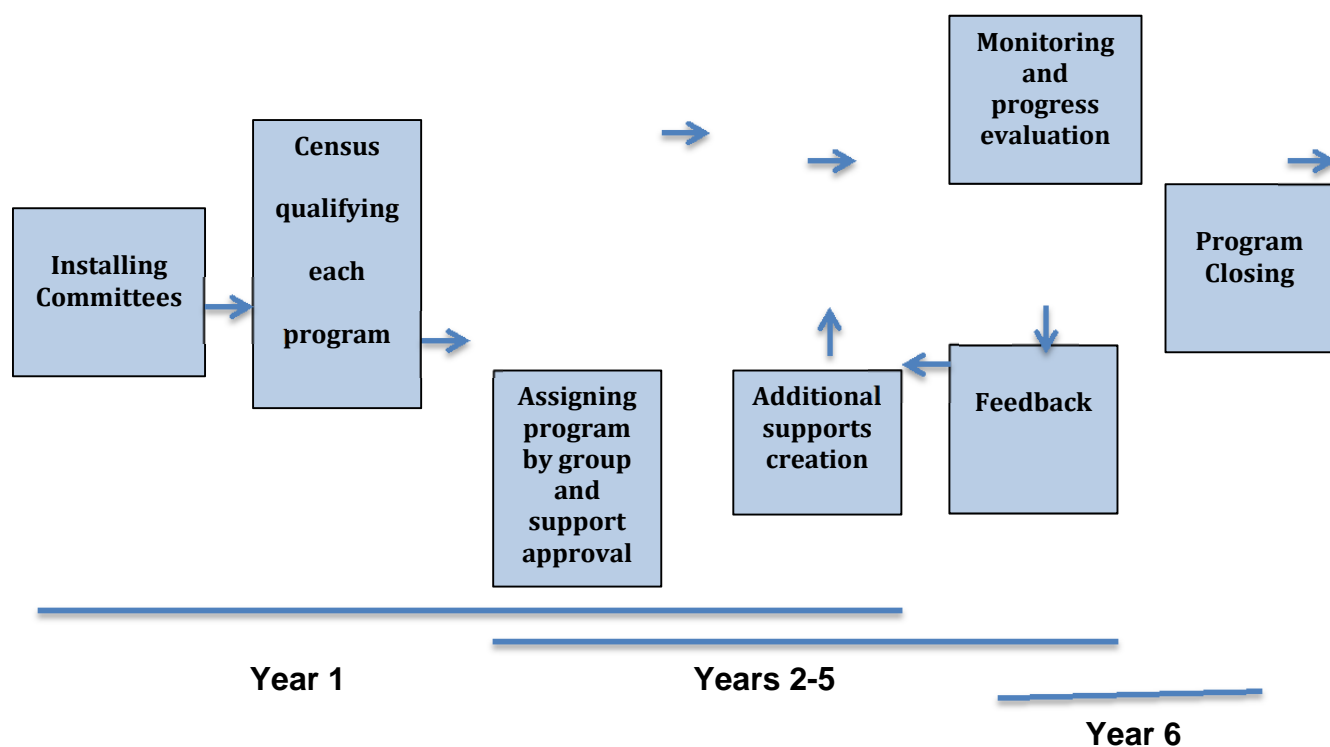 Installing
Committees
Census
qualifying
each
program
Assigning
program
by group
and
support
approval
Additional
supports
creation
Monitoring
and
progress
evaluation
Feedback
Program
Closing
Year 1
Years 2-5
Year 6